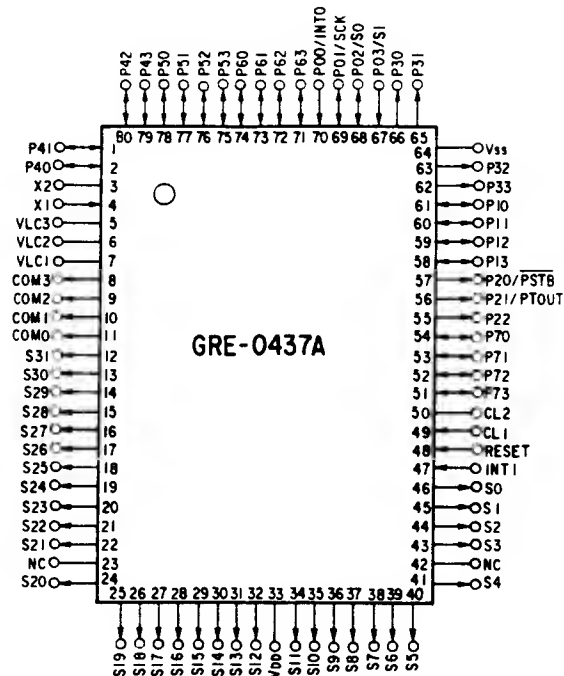 P42 P43 P50 P51 P52 P53 P60 P61 P62 P63 P00/INT0 P01/SCK P02/S0 P03/S1 P30 P31
80 79 78 77 76 75 74 73 72 71 70 69 68 67 66 65
P41 1 64 Vss
P40 2 63 P32
X2 3 62 P33
X1 4 61 P10
VLC3 5 60 P11
VLC2 6 59 P12
VLC1 7 58 P13
COM3 8 57 P20/PSTB
COM2 9 56 P21/PTOUT
COM1 10 55 P22
COM0 11 54 P70
GRE-0437A
S31 12 53 P71
S30 13 52 P72
S29 14 51 P73
S28 15 50 CL2
S27 16 49 CL1
S26 17 48 RESET
S25 18 47 INT1
S24 19 46 S0
S23 20 45 S1
S22 21 44 S2
S21 22 43 S3
NC 23 42 NC
S20 24 41 S4
25 26 27 28 29 30 31 32 33 34 35 36 37 38 39 40
S19 S18 S17 S16 S15 S14 S13 S12 VDD S11 S10 S9 S8 S7 S6 S5